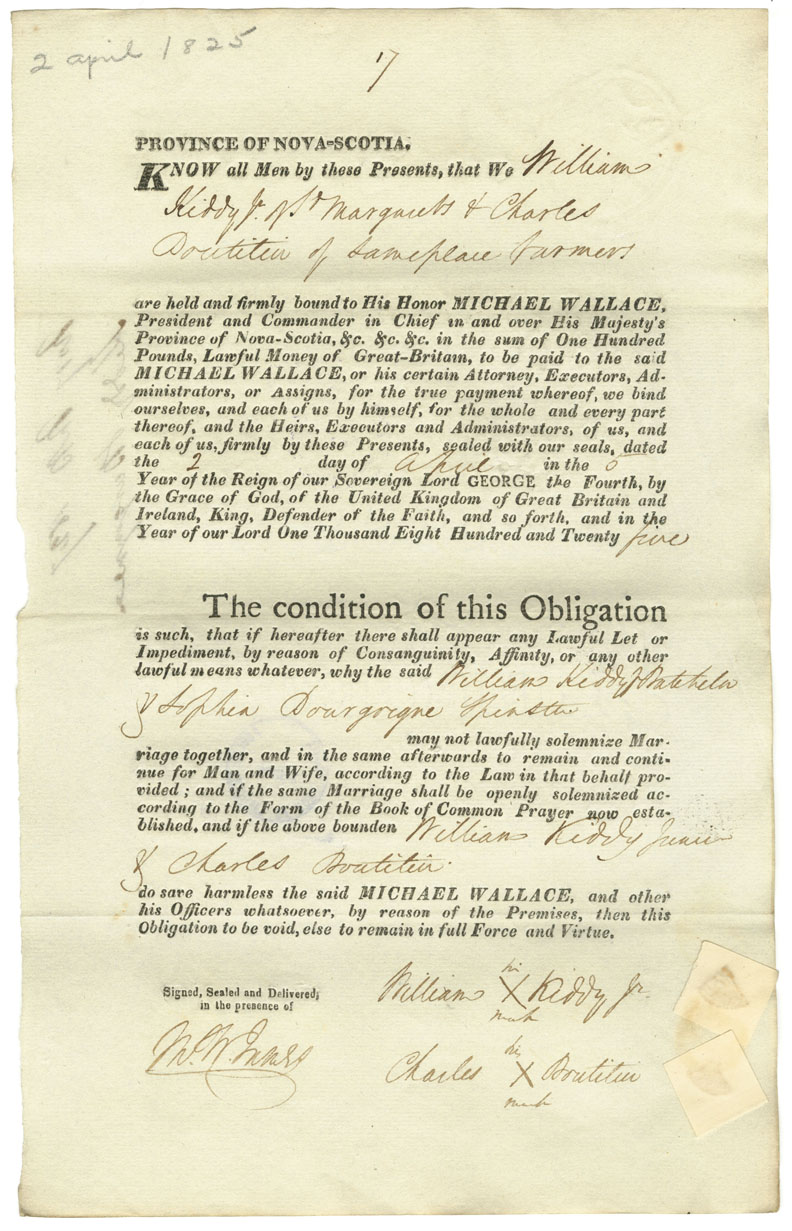 2 april 1825
17
PROVINCE OF NOVA-SCOTIA.
KNOW all Men by these Presents, that We William
Kiddy Jr. of St Margarets & Charles
Boutilier of Same place farmers
are held and firmly bound to His Honor MICHAEL WALLACE,
President and Commander in Chief in and over His Majesty's
Province of Nova-Scotia, &c. &c. &c. in the sum of One Hundred
Pounds, Lawful Money of Great-Britain, to be paid to the said
MICHAEL WALLACE, or his certain Attorney, Executors, Ad-
ministrators, or Assigns, for the true payment whereof, we bind
ourselves, and each of us by himself, for the whole and every part
thereof, and the Heirs, Executors and Administrators, of us, and
each of us, firmly by these Presents, sealed with our seals, dated
the 2 day of April in the
Year of the Reign of our Sovereign Lord GEORGE the Fourth, by
the Grace of God, of the United Kingdom of Great Britain and
Ireland, King, Defender of the Faith, and so forth, and in the
Year of our Lord One Thousand Eight Hundred and Twenty five
The condition of this Obligation
is such, that if hereafter there shall appear any Lawful Let or
Impediment, by reason of Consanguinity, Affinity, or any other
lawful means whatever, why the said William Kiddy Jr Batchelor
& Sophia Bourgoigne Spinster
may not lawfully solemnize Mar-
riage together, and in the same afterwards to remain and conti-
nue for Man and Wife, according to the Law in that behalf pro-
vided; and if the same Marriage shall be openly solemnized ac-
cording to the Form of the Book of Common Prayer now esta-
blished, and if the above bounden William Kiddy Junior
& Charles Boutilier
do save harmless the said MICHAEL WALLACE, and other
his Officers whatsoever, by reason of the Premises, then this
Obligation to be void, else to remain in full Force and Virtue.
Signed, Sealed and Delivered,
in the presence of
William his X mark Kiddy Jr.
Charles his X mark Boutilier